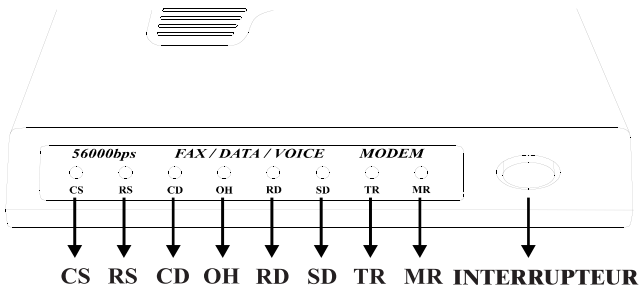 56000bps FAX / DATA / VOICE MODEM
CS RS CD OH RD SD TR MR
CS RS CD OH RD SD TR MR INTERRUPTEUR